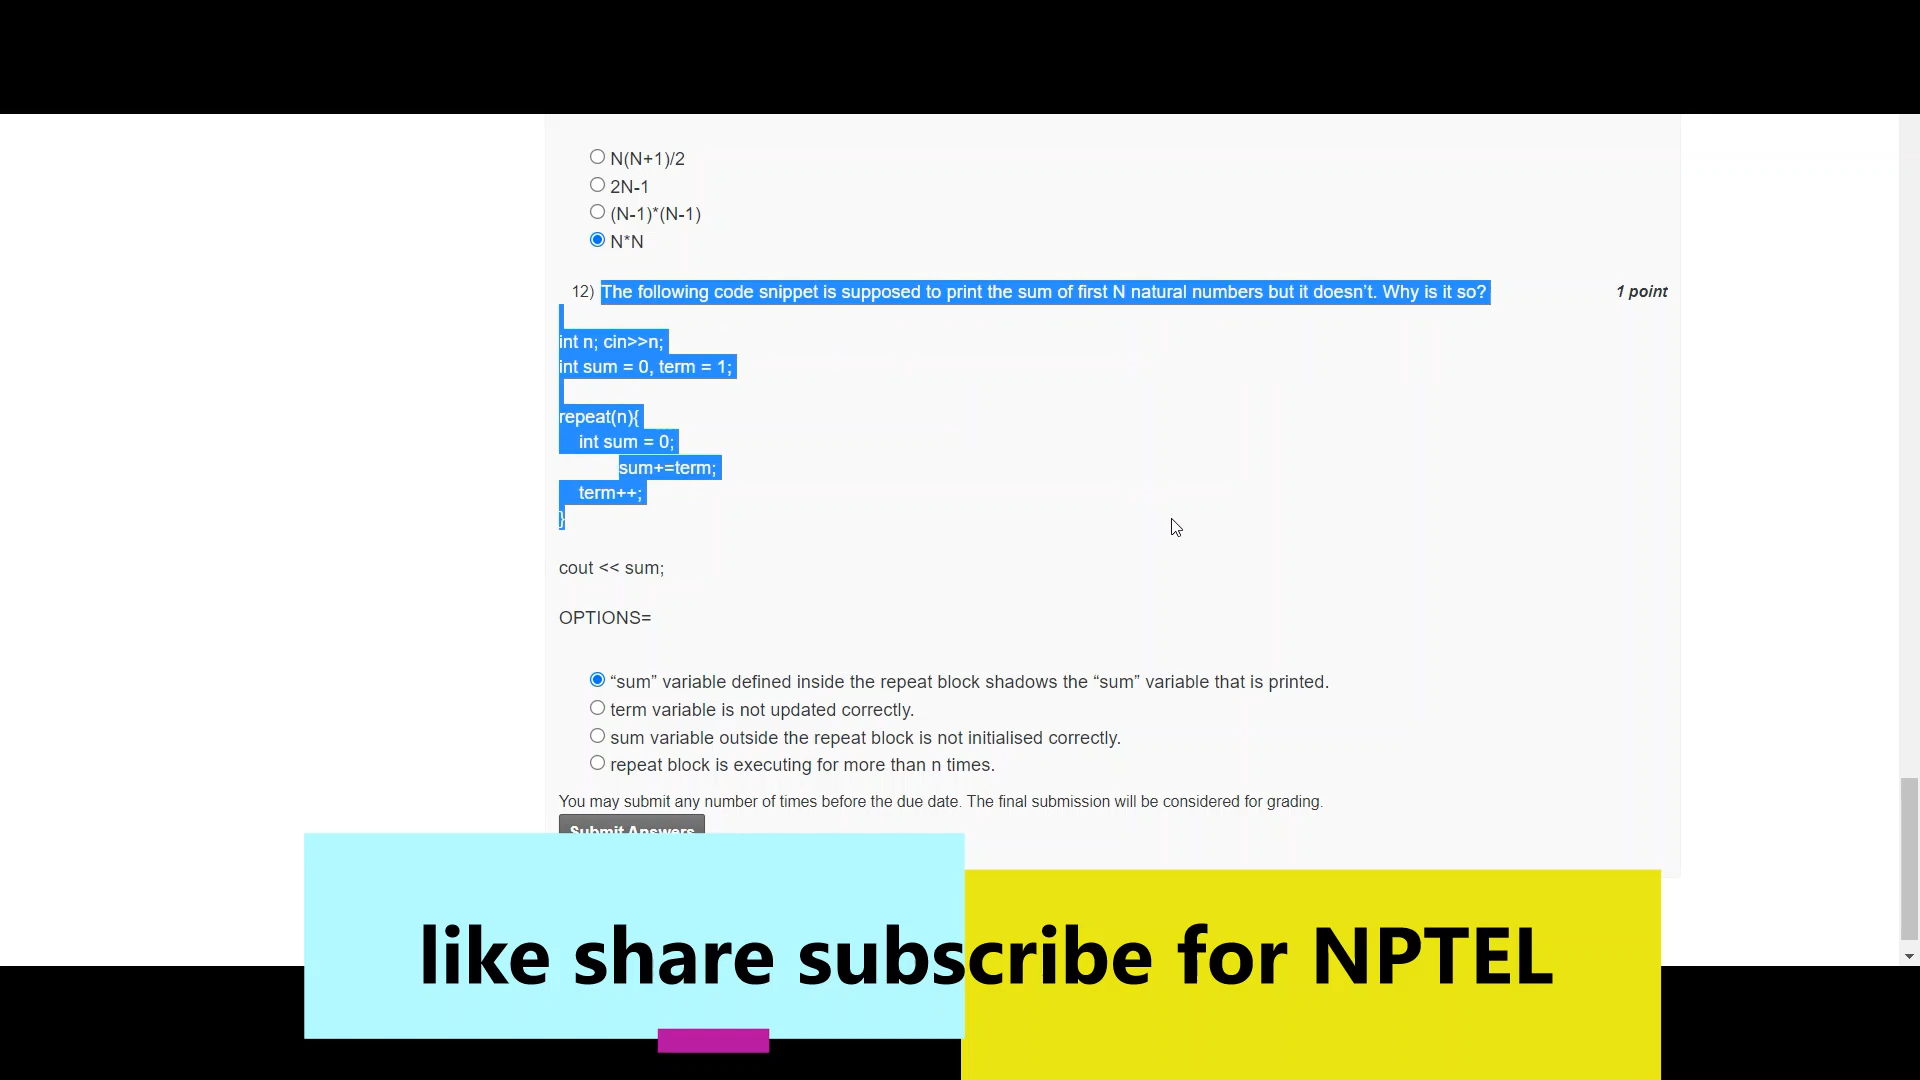 N(N+1)/2
2N-1
(N-1)*(N-1)
N*N
12) The following code snippet is supposed to print the sum of first N natural numbers but it doesn’t. Why is it so? 1 point
int n; cin>>n;
int sum = 0, term = 1;
repeat(n){
int sum = 0;
sum+=term;
term++;
}
cout << sum;
OPTIONS=
“sum” variable defined inside the repeat block shadows the “sum” variable that is printed.
term variable is not updated correctly.
sum variable outside the repeat block is not initialised correctly.
repeat block is executing for more than n times.
You may submit any number of times before the due date. The final submission will be considered for grading.
Submit Answers
like share subscribe for NPTEL